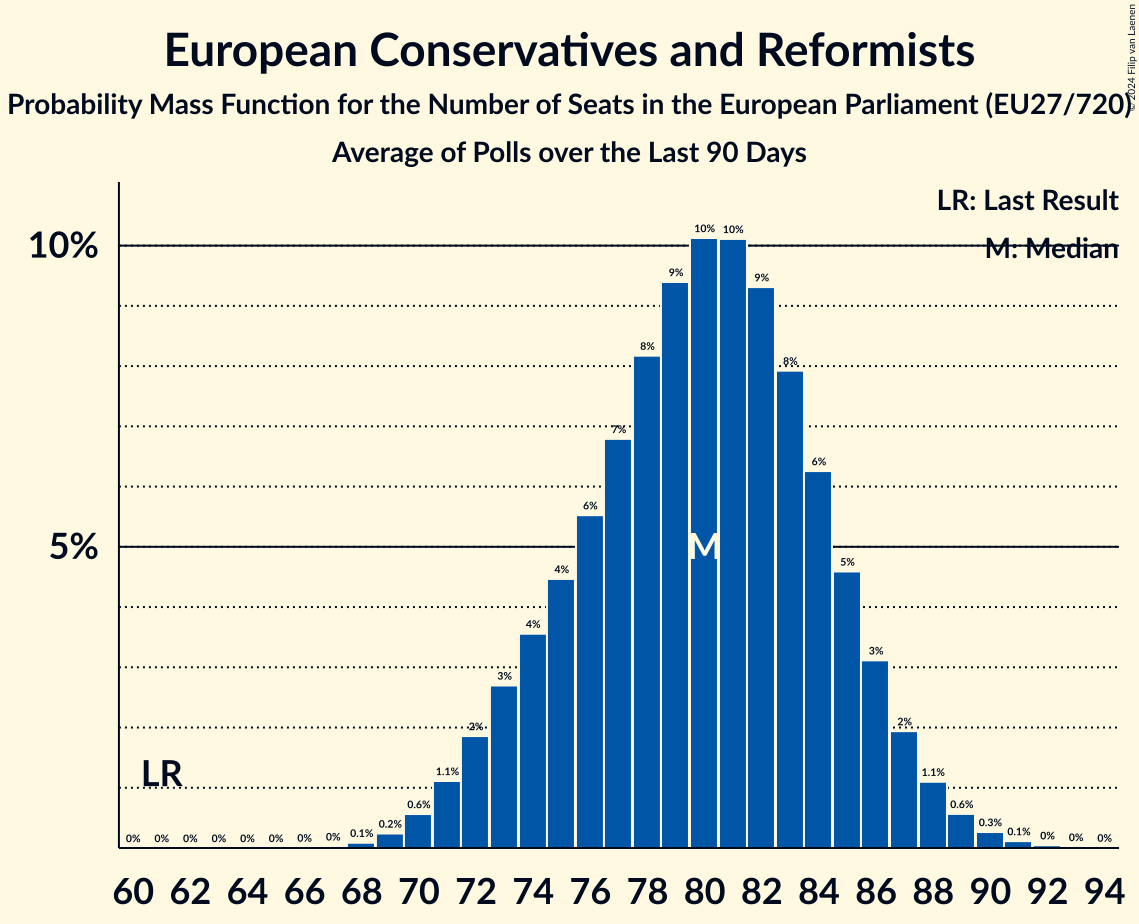 European Conservatives and Reformists
Probability Mass Function for the Number of Seats in the European Parliament (EU27/720)
Average of Polls over the Last 90 Days
© 2024 Filip van Laenen
LR: Last Result
M: Median
10%
5%
0% 0% 0% 0% 0% 0% 0% 0% 0.1% 0.2% 0.6% 1.1% 2% 3% 4% 4% 6% 7% 8% 9% 10% 10% 9% 8% 6% 5% 3% 2% 1.1% 0.6% 0.3% 0.1% 0% 0% 0%
M
LR
60 62 64 66 68 70 72 74 76 78 80 82 84 86 88 90 92 94